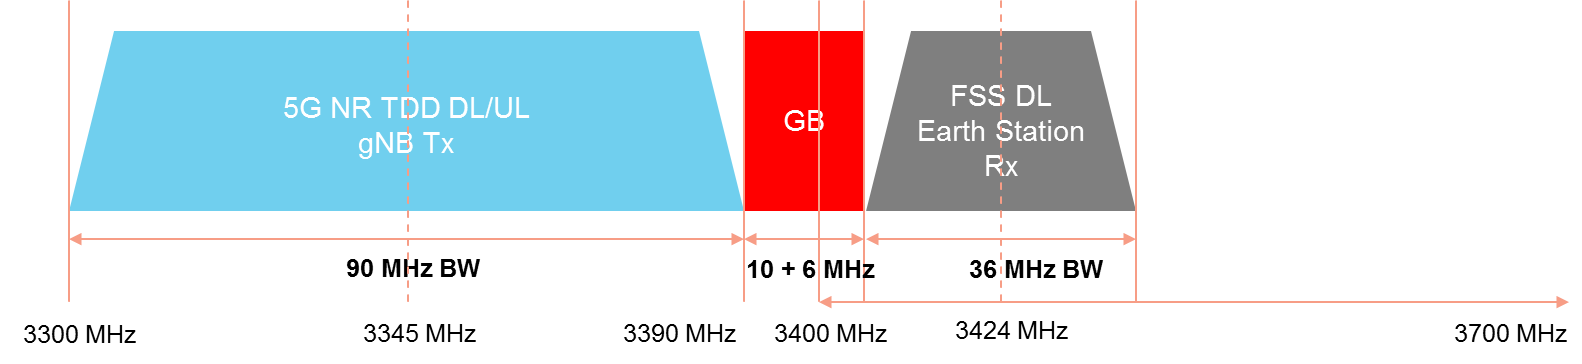 5G NR TDD DL/UL
gNB Tx
GB
FSS DL
Earth Station
Rx
90 MHz BW
10 + 6 MHz
36 MHz BW
3300 MHz
3345 MHz
3390 MHz
3400 MHz
3424 MHz
3700 MHz